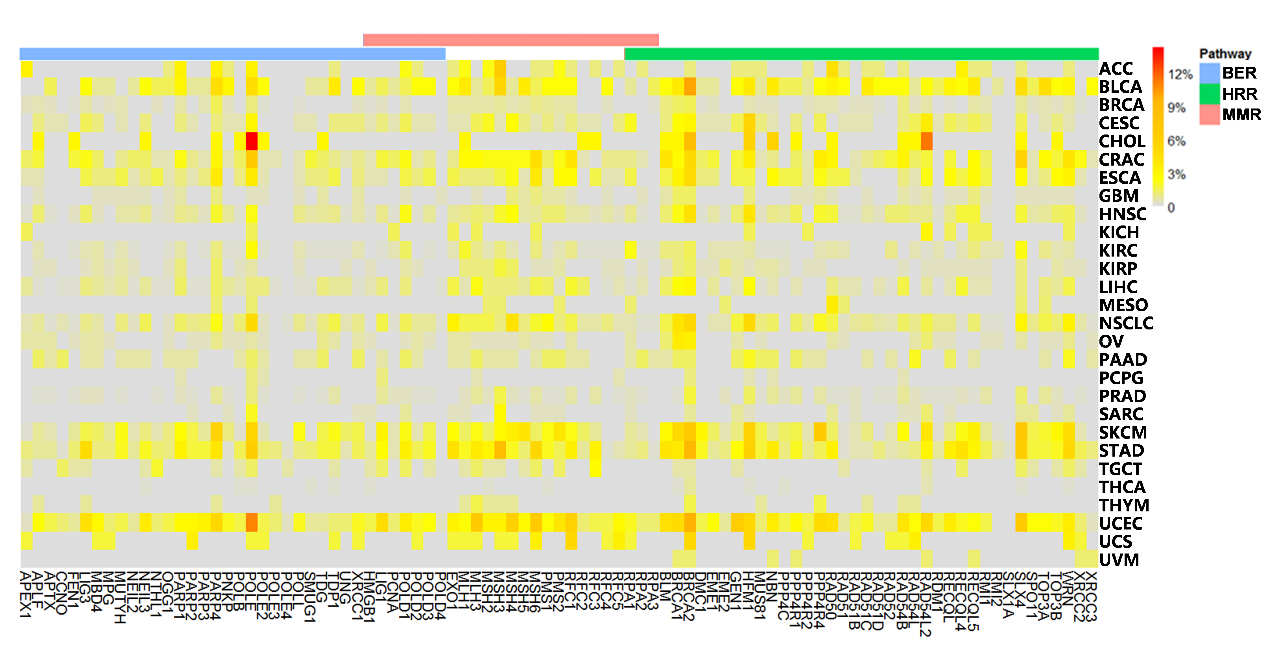 Pathway
BER
HRR
MMR
12%
9%
6%
3%
0
ACC
BLCA
BRCA
CESC
CHOL
CRAC
ESCA
GBM
HNSC
KICH
KIRC
KIRP
LIHC
MESO
NSCLC
OV
PAAD
PCPG
PRAD
SARC
SKCM
STAD
TGCT
THCA
THYM
UCEC
UCS
UVM
APEX1
APLF
APTX
CCNO
FEN1
LIG3
MBD4
MPG
MUTYH
NEIL2
NEIL3
NTHL1
OGG1
PARP1
PARP2
PARP3
PARP4
PNKP
POLB
POLE
POLE2
POLE3
POLE4
POLL
SMUG1
TDG
TDP1
UNG
XRCC1
HMGB1
LIG1
PCNA
POLD1
POLD2
POLD3
POLD4
EXO1
MLH1
MLH3
MSH2
MSH3
MSH4
MSH5
MSH6
PMS1
PMS2
RFC1
RFC2
RFC3
RFC4
RPA1
RPA2
RPA3
BLM
BRCA1
BRCA2
DMC1
EME1
EME2
GEN1
HFM1
MUS81
NBN
PPP4C
PPP4R1
PPP4R2
PPP4R4
RAD50
RAD51
RAD51B
RAD51C
RAD51D
RAD52
RAD54B
RAD54L
RAD54L2
RDM1
RECQL
RECQL4
RECQL5
RMI1
RMI2
SLX1A
SLX4
SPO11
TOP3A
TOP3B
WRN
XRCC2
XRCC3